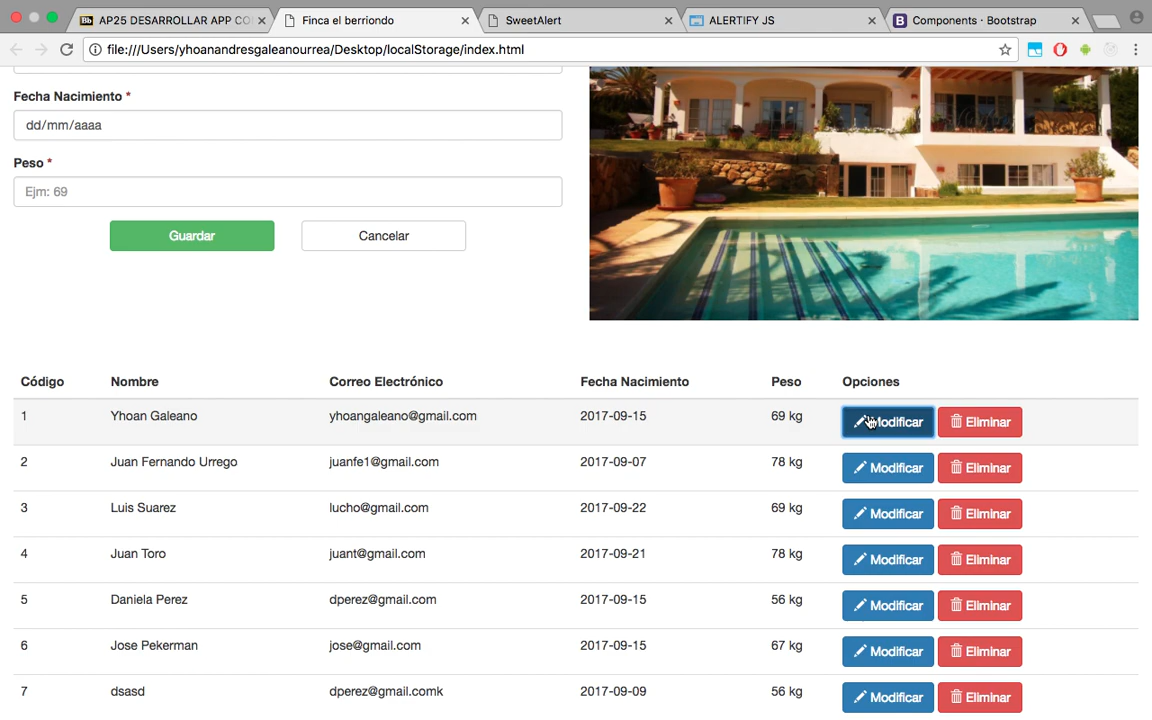 AP25 DESARROLLAR APP CO
Finca el berriondo
SweetAlert
ALERTIFY JS
Components · Bootstrap
file:///Users/yhoanandresgaleanourrea/Desktop/localStorage/index.html
Fecha Nacimiento *
dd/mm/aaaa
Peso *
Ejm: 69
Guardar Cancelar
Código Nombre Correo Electrónico Fecha Nacimiento Peso Opciones
1 Yhoan Galeano yhoangaleano@gmail.com 2017-09-15 69 kg Modificar Eliminar
2 Juan Fernando Urrego juanfe1@gmail.com 2017-09-07 78 kg Modificar Eliminar
3 Luis Suarez lucho@gmail.com 2017-09-22 69 kg Modificar Eliminar
4 Juan Toro juant@gmail.com 2017-09-21 78 kg Modificar Eliminar
5 Daniela Perez dperez@gmail.com 2017-09-15 56 kg Modificar Eliminar
6 Jose Pekerman jose@gmail.com 2017-09-15 67 kg Modificar Eliminar
7 dsasd dperez@gmail.comk 2017-09-09 56 kg Modificar Eliminar